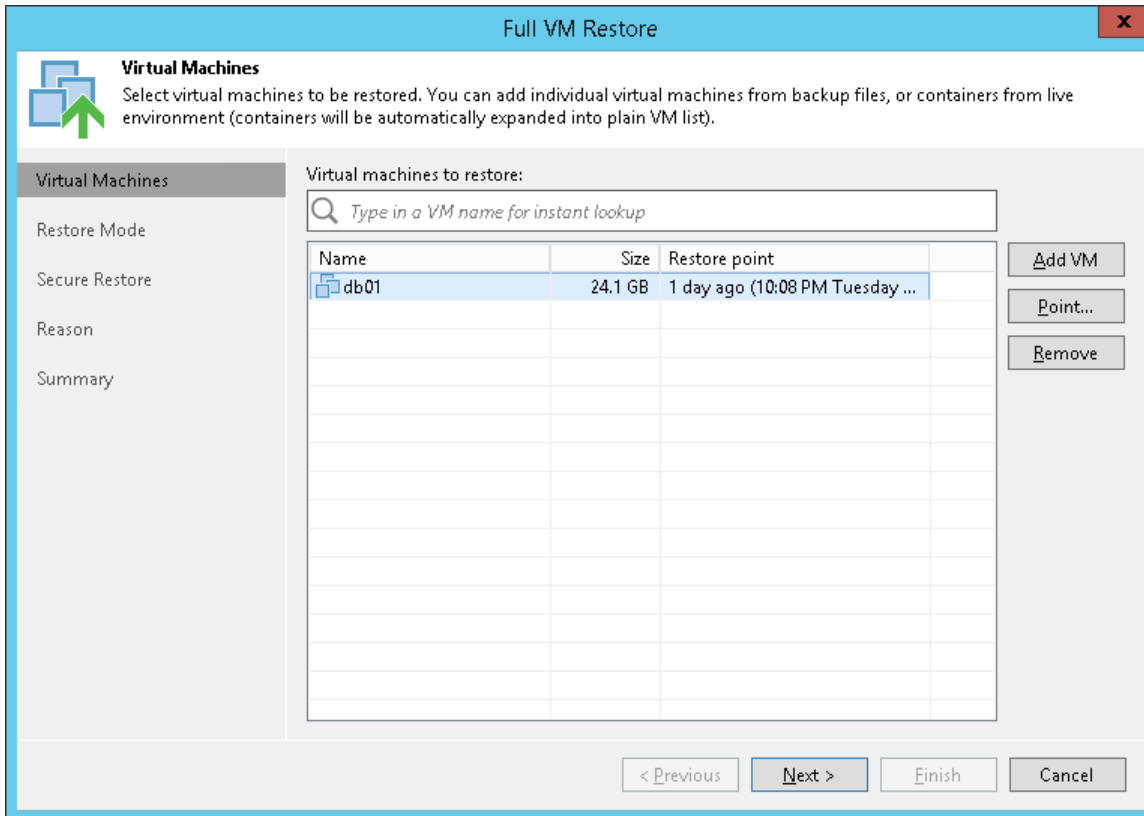 Full VM Restore
x
Virtual Machines
Select virtual machines to be restored. You can add individual virtual machines from backup files, or containers from live
environment (containers will be automatically expanded into plain VM list).
Virtual Machines
Restore Mode
Secure Restore
Reason
Summary
Virtual machines to restore:
Type in a VM name for instant lookup
Name Size Restore point
db01 24.1 GB 1 day ago (10:08 PM Tuesday ...
Add VM
Point...
Remove
< Previous Next > Finish Cancel